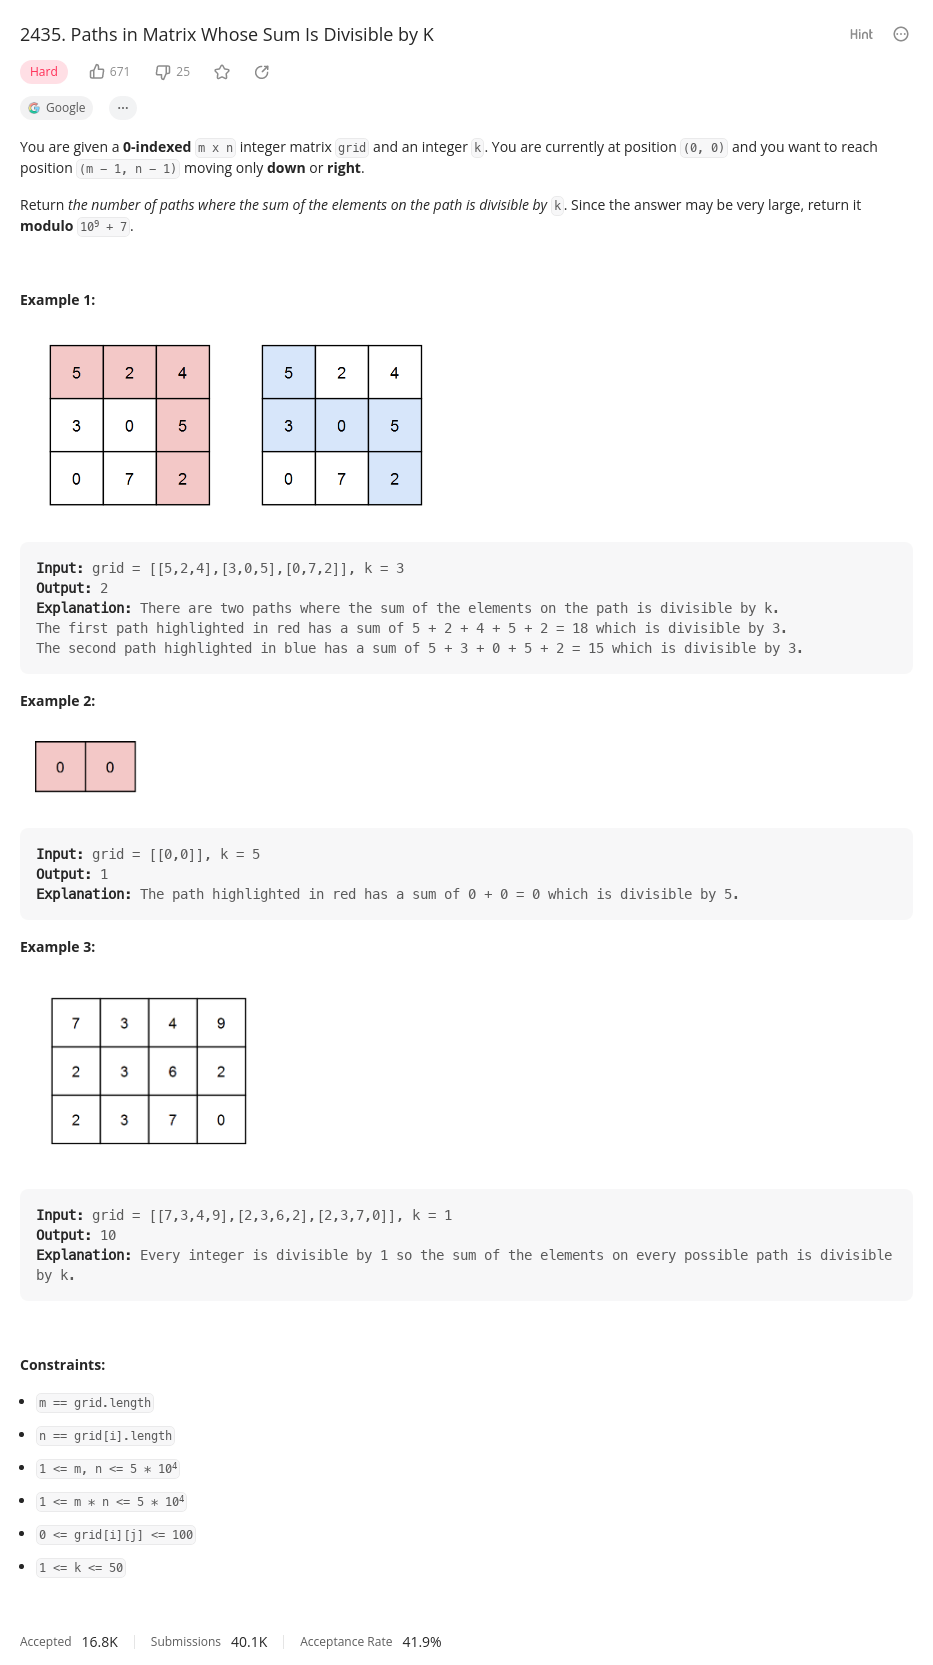 2435. Paths in Matrix Whose Sum Is Divisible by K
Hint
Hard 671 25
Google ...
You are given a 0-indexed m x n integer matrix grid and an integer k. You are currently at position (0, 0) and you want to reach
position (m − 1, n − 1) moving only down or right.
Return the number of paths where the sum of the elements on the path is divisible by k. Since the answer may be very large, return it
modulo 10⁹ + 7.
Example 1:
5 2 4 5 2 4
3 0 5 3 0 5
0 7 2 0 7 2
Input: grid = [[5,2,4],[3,0,5],[0,7,2]], k = 3
Output: 2
Explanation: There are two paths where the sum of the elements on the path is divisible by k.
The first path highlighted in red has a sum of 5 + 2 + 4 + 5 + 2 = 18 which is divisible by 3.
The second path highlighted in blue has a sum of 5 + 3 + 0 + 5 + 2 = 15 which is divisible by 3.
Example 2:
0 0
Input: grid = [[0,0]], k = 5
Output: 1
Explanation: The path highlighted in red has a sum of 0 + 0 = 0 which is divisible by 5.
Example 3:
7 3 4 9
2 3 6 2
2 3 7 0
Input: grid = [[7,3,4,9],[2,3,6,2],[2,3,7,0]], k = 1
Output: 10
Explanation: Every integer is divisible by 1 so the sum of the elements on every possible path is divisible
by k.
Constraints:
• m == grid.length
• n == grid[i].length
• 1 <= m, n <= 5 * 10⁴
• 1 <= m * n <= 5 * 10⁴
• 0 <= grid[i][j] <= 100
• 1 <= k <= 50
Accepted 16.8K Submissions 40.1K Acceptance Rate 41.9%